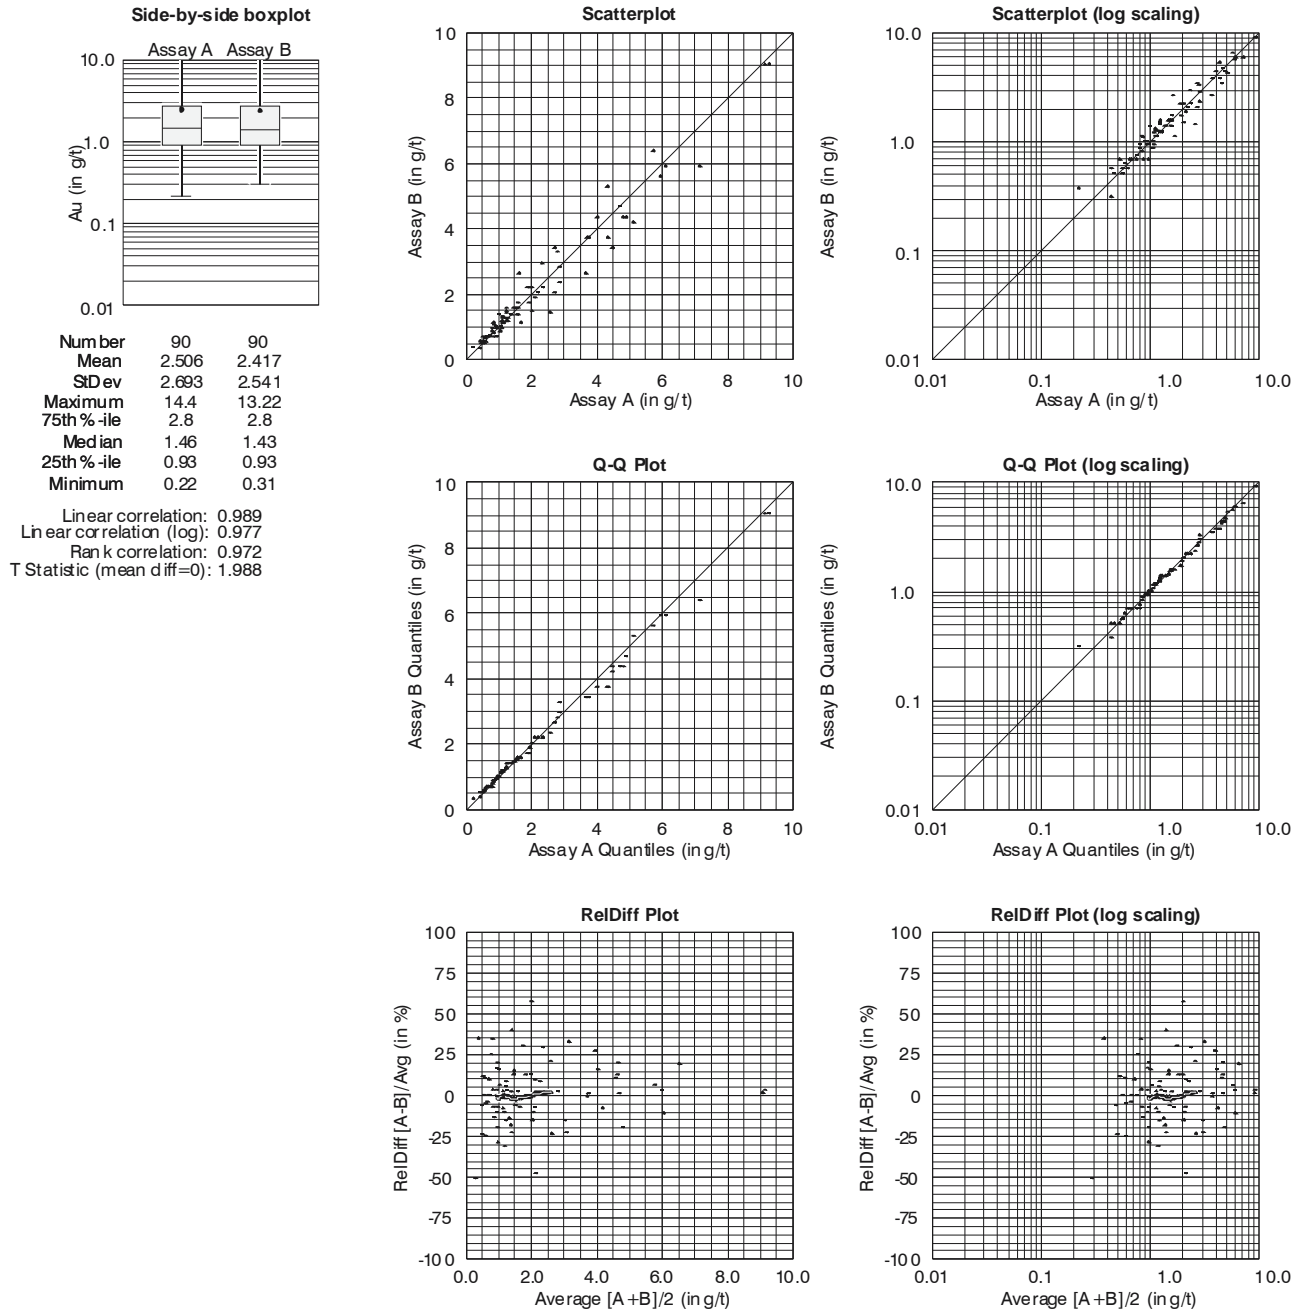 Side-by-side boxplot
Assay A Assay B
10.0
1.0
0.1
0.01
Au (in g/t)
Number 90 90
Mean 2.506 2.417
StDev 2.693 2.541
Maximum 14.4 13.22
75th %-ile 2.8 2.8
Median 1.46 1.43
25th %-ile 0.93 0.93
Minimum 0.22 0.31
Linear correlation: 0.989
Linear correlation (log): 0.977
Rank correlation: 0.972
T Statistic (mean diff=0): 1.988
Scatterplot
10
8
6
4
2
0
Assay B (in g/t)
0 2 4 6 8 10
Assay A (in g/t)
Scatterplot (log scaling)
10.0
1.0
0.1
0.01
Assay B (in g/t)
0.01 0.1 1.0 10.0
Assay A (in g/t)
Q-Q Plot
10
8
6
4
2
0
Assay B Quantiles (in g/t)
0 2 4 6 8 10
Assay A Quantiles (in g/t)
Q-Q Plot (log scaling)
10.0
1.0
0.1
0.01
Assay B Quantiles (in g/t)
0.01 0.1 1.0 10.0
Assay A Quantiles (in g/t)
RelDiff Plot
100
75
50
25
0
-25
-50
-75
-100
RelDiff [A-B]/Avg (in %)
0.0 2.0 4.0 6.0 8.0 10.0
Average [A+B]/2 (in g/t)
RelDiff Plot (log scaling)
100
75
50
25
0
-25
-50
-75
-100
RelDiff [A-B]/Avg (in %)
0.01 0.1 1.0 10.0
Average [A+B]/2 (in g/t)